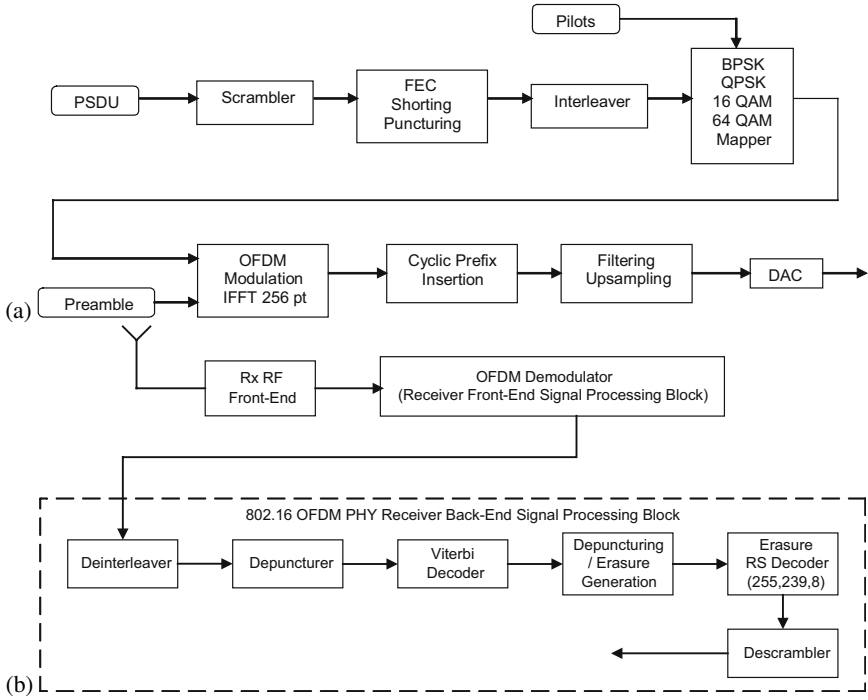 Pilots
PSDU
Scrambler
FEC
Shorting
Puncturing
Interleaver
BPSK
QPSK
16 QAM
64 QAM
Mapper
OFDM
Modulation
IFFT 256 pt
Cyclic Prefix
Insertion
Filtering
Upsampling
DAC
Preamble
(a)
Rx RF
Front-End
OFDM Demodulator
(Receiver Front-End Signal Processing Block)
802.16 OFDM PHY Receiver Back-End Signal Processing Block
Deinterleaver
Depuncturer
Viterbi
Decoder
Depuncturing
/ Erasure
Generation
Erasure
RS Decoder
(255,239,8)
Descrambler
(b)